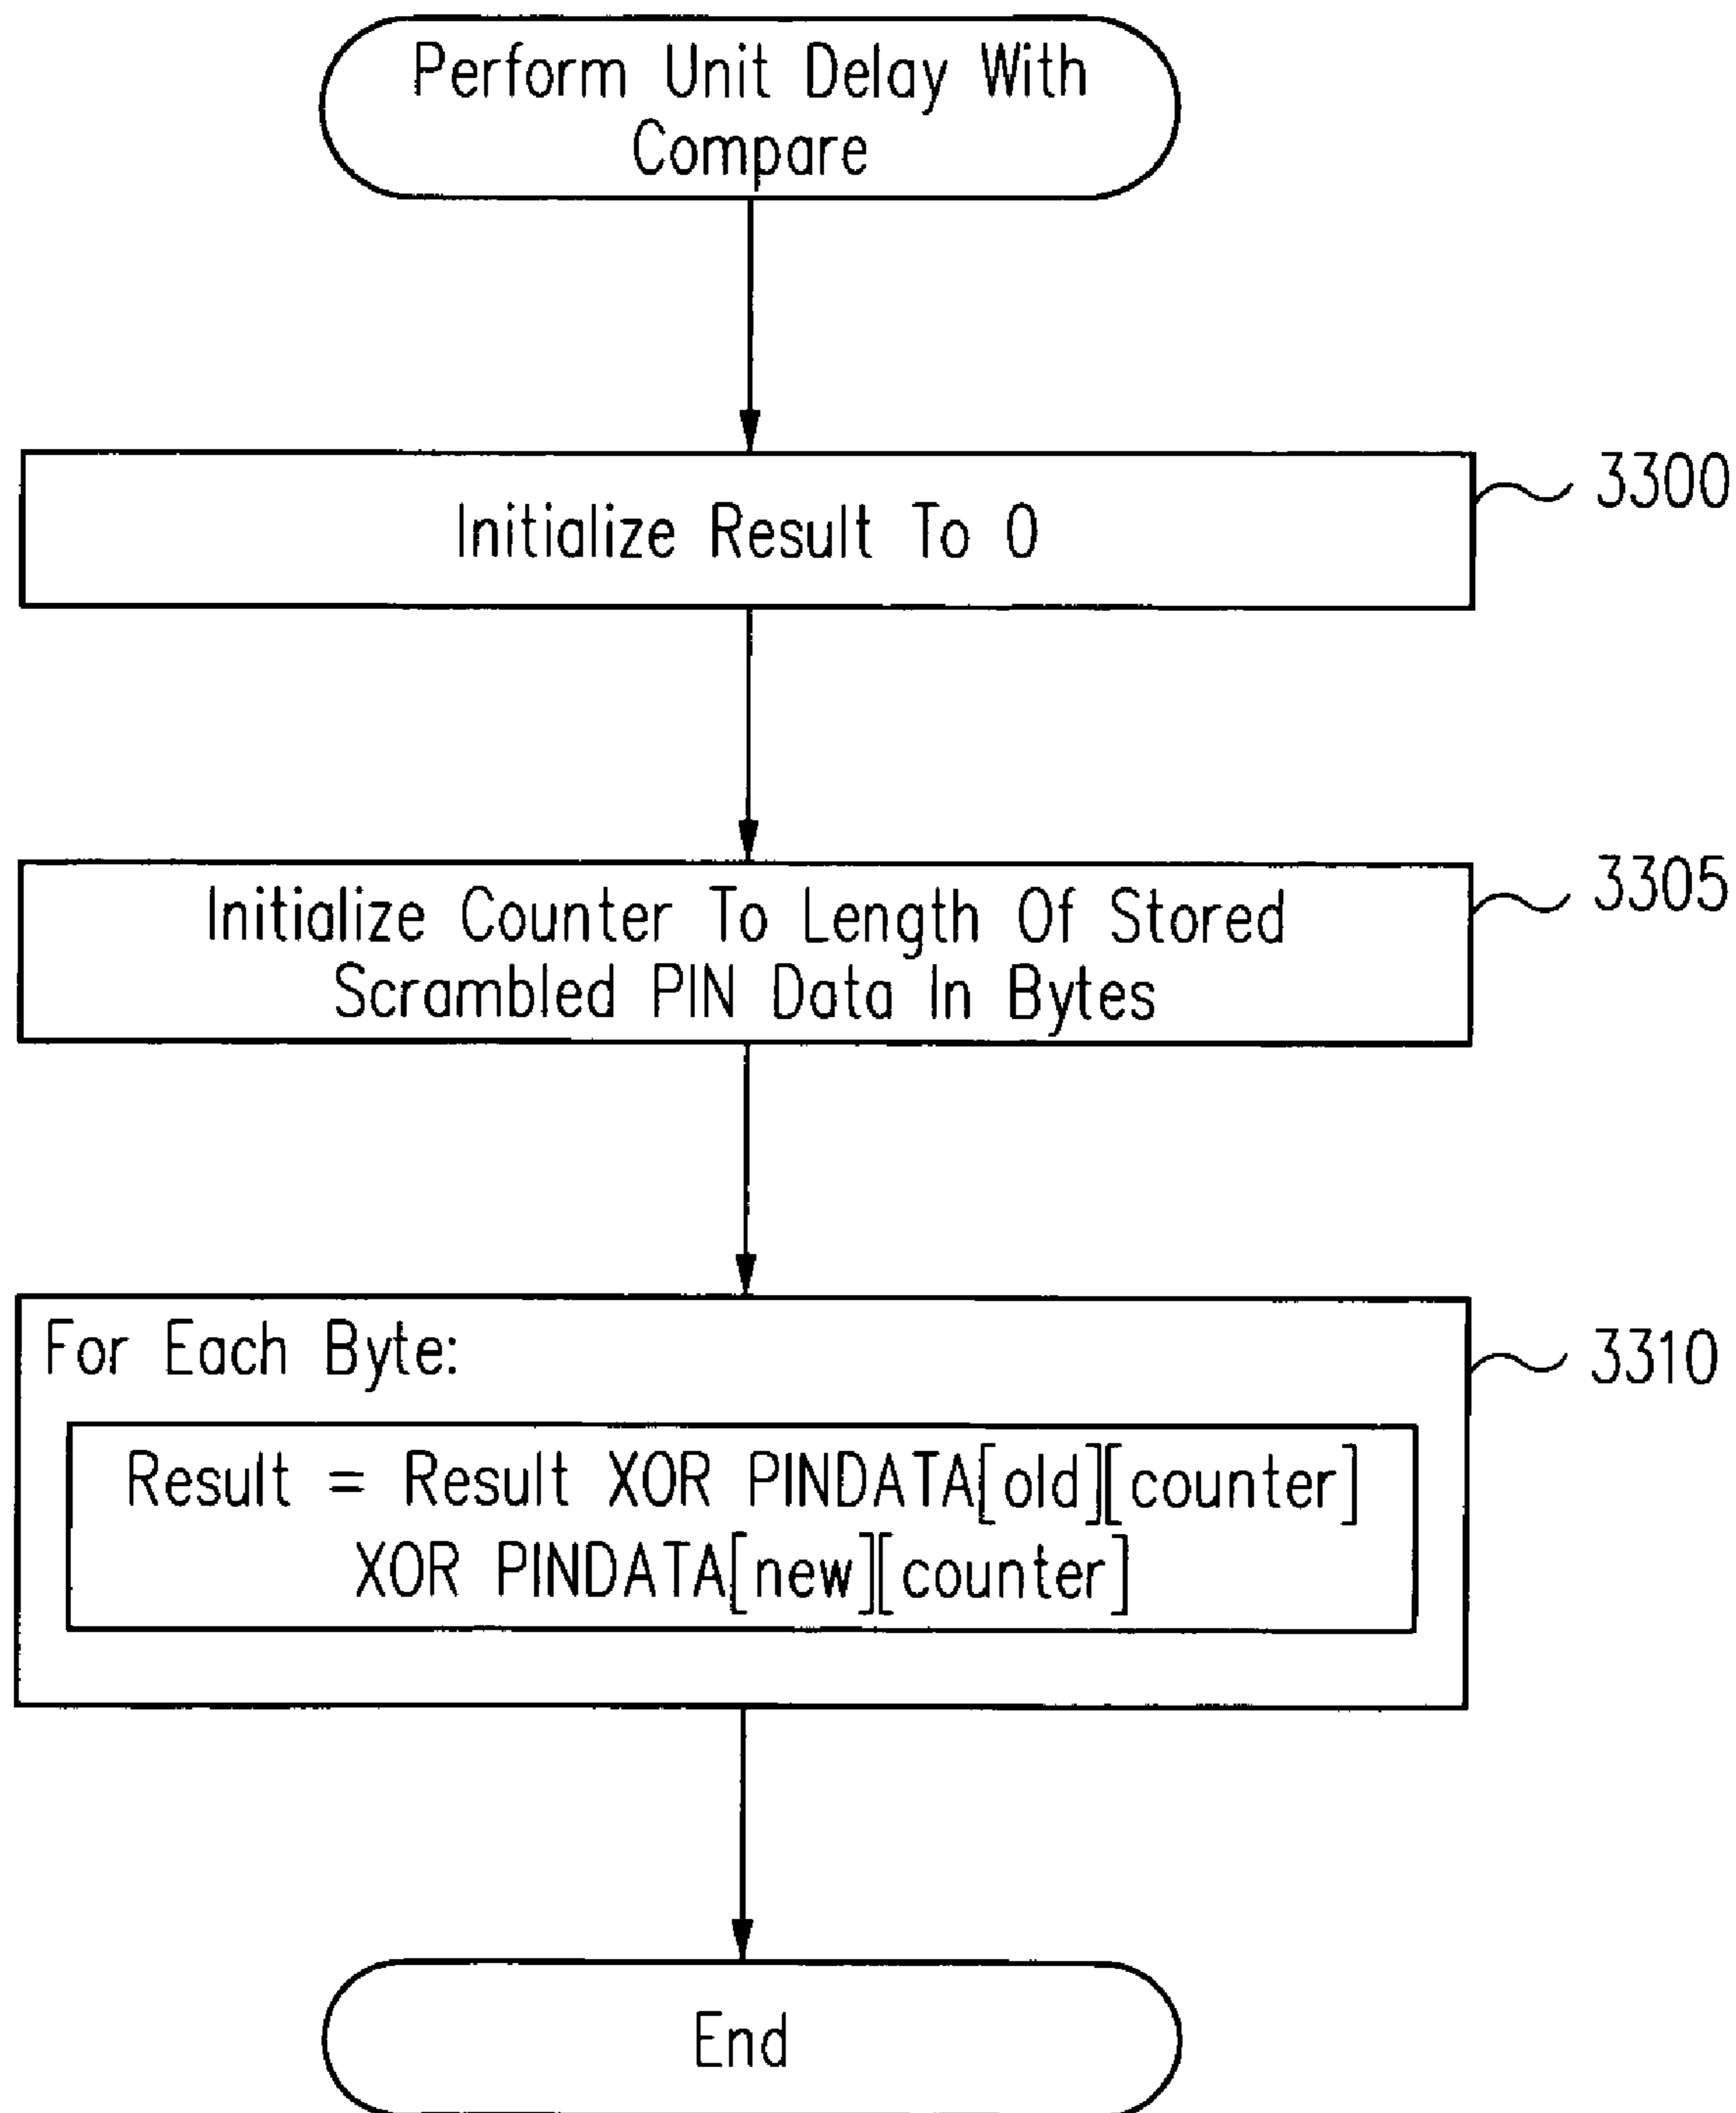 Perform Unit Delay With
Compare
Initialize Result To 0
3300
Initialize Counter To Length Of Stored
Scrambled PIN Data In Bytes
3305
For Each Byte:
3310
Result = Result XOR PINDATA[old][counter]
XOR PINDATA[new][counter]
End